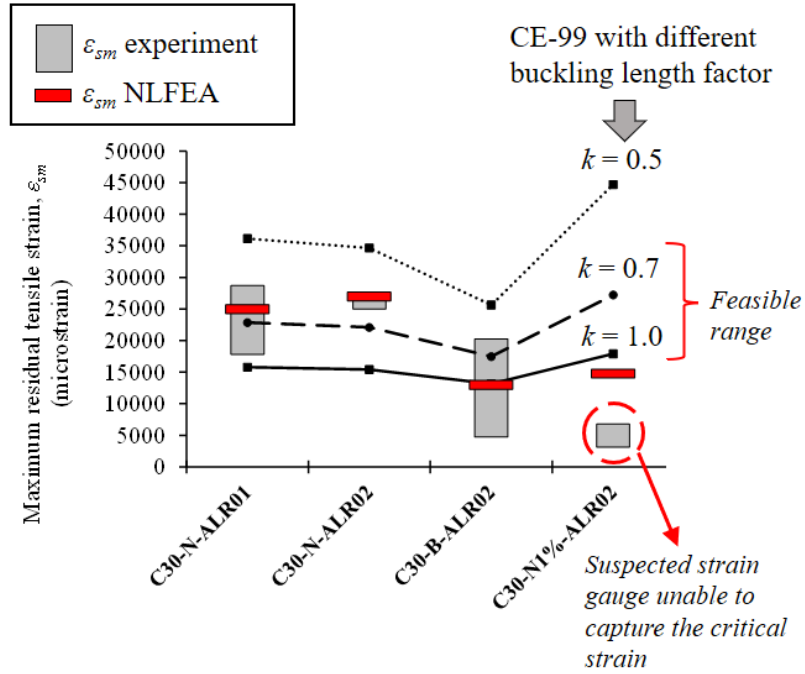 εsm experiment
εsm NLFEA
CE-99 with different
buckling length factor
Maximum residual tensile strain, εsm
(microstrain)
50000
45000
40000
35000
30000
25000
20000
15000
10000
5000
0
k = 0.5
k = 0.7
k = 1.0
Feasible
range
C30-N-ALR01
C30-N-ALR02
C30-B-ALR02
C30-N1%-ALR02
Suspected strain
gauge unable to
capture the critical
strain